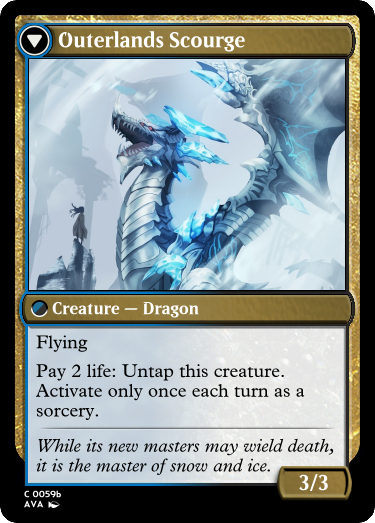 Outerlands Scourge
Creature — Dragon
Flying
Pay 2 life: Untap this creature.
Activate only once each turn as a
sorcery.
While its new masters may wield death,
it is the master of snow and ice.
3/3
C 0059b
AVA